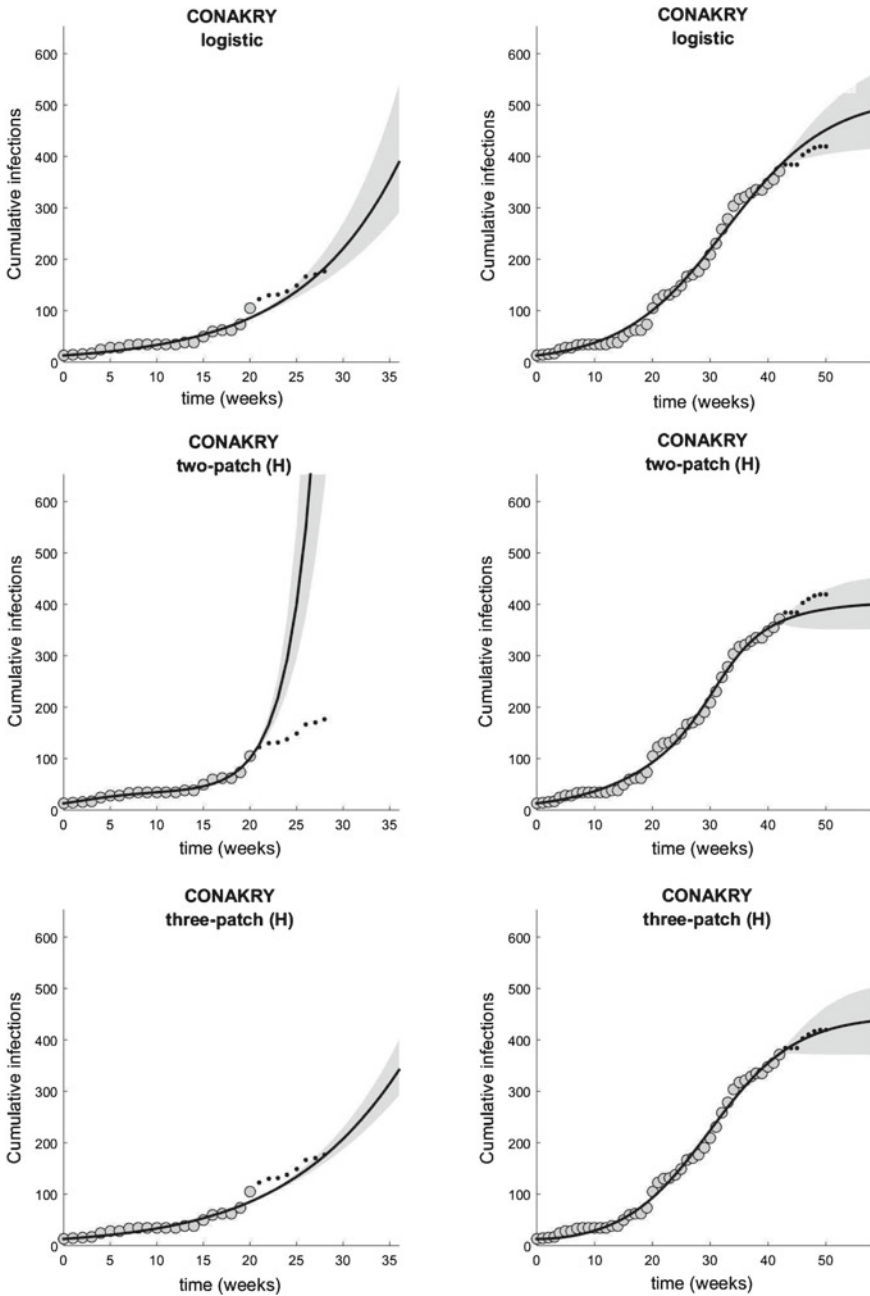 CONAKRY
logistic
600
500
400
300
200
100
0
Cumulative infections
0 5 10 15 20 25 30 35
time (weeks)
CONAKRY
logistic
600
500
400
300
200
100
0
Cumulative infections
0 10 20 30 40 50
time (weeks)
CONAKRY
two-patch (H)
600
500
400
300
200
100
0
Cumulative infections
0 5 10 15 20 25 30 35
time (weeks)
CONAKRY
two-patch (H)
600
500
400
300
200
100
0
Cumulative infections
0 10 20 30 40 50
time (weeks)
CONAKRY
three-patch (H)
600
500
400
300
200
100
0
Cumulative infections
0 5 10 15 20 25 30 35
time (weeks)
CONAKRY
three-patch (H)
600
500
400
300
200
100
0
Cumulative infections
0 10 20 30 40 50
time (weeks)